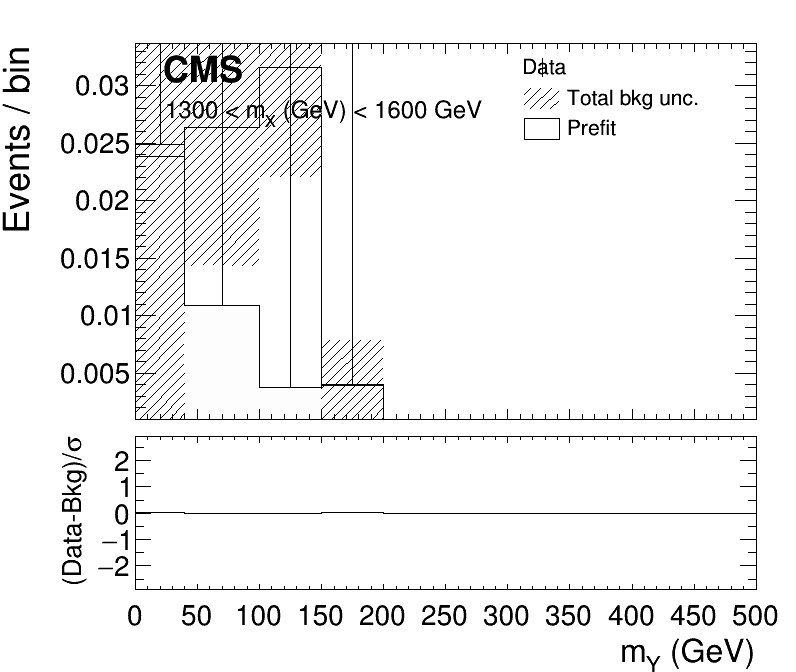 CMS
1300 < mX (GeV) < 1600 GeV
Data
Total bkg unc.
Prefit
Events / bin
0.03
0.025
0.02
0.015
0.01
0.005
(Data-Bkg)/σ
2
1
0
−1
−2
0 50 100 150 200 250 300 350 400 450 500
mY (GeV)